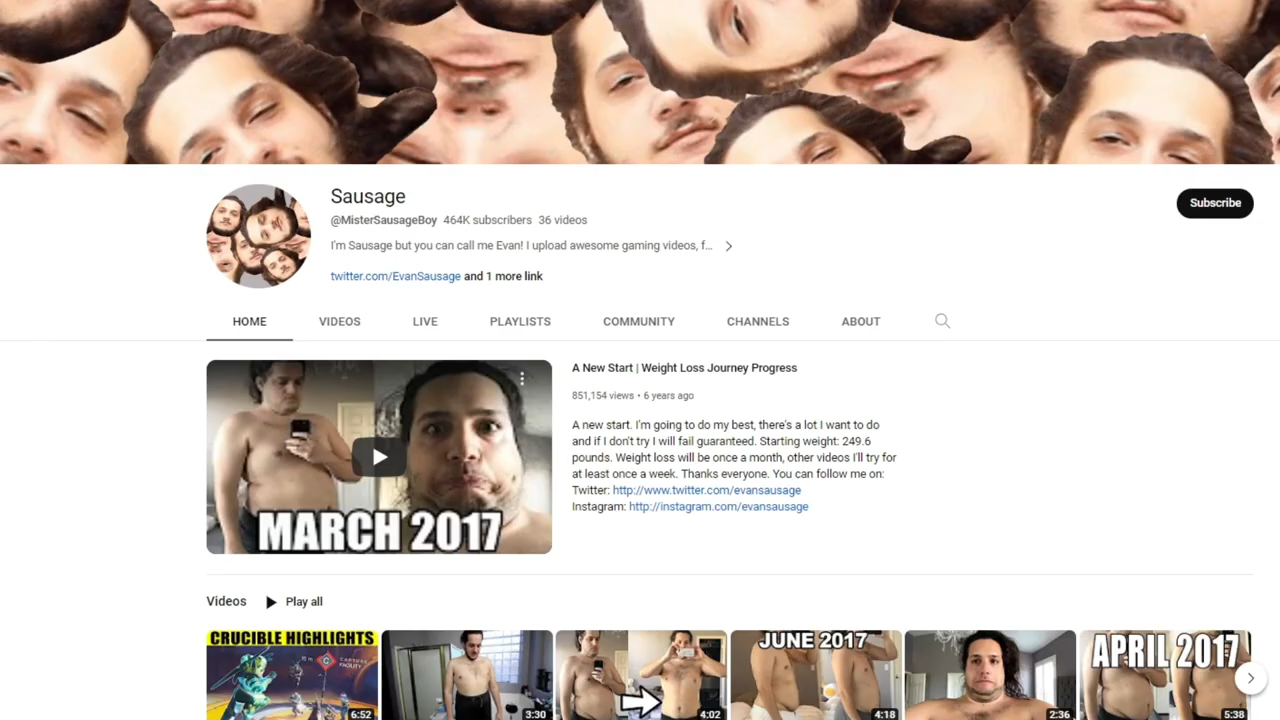 Sausage
Subscribe
@MisterSausageBoy 464K subscribers 36 videos
I'm Sausage but you can call me Evan! I upload awesome gaming videos, f...
twitter.com/EvanSausage and 1 more link
HOME VIDEOS LIVE PLAYLISTS COMMUNITY CHANNELS ABOUT
MARCH 2017
A New Start | Weight Loss Journey Progress
851,154 views • 6 years ago
A new start. I'm going to do my best, there's a lot I want to do
and if I don't try I will fail guaranteed. Starting weight: 249.6
pounds. Weight loss will be once a month, other videos I'll try for
at least once a week. Thanks everyone. You can follow me on:
Twitter: http://www.twitter.com/evansausage
Instagram: http://instagram.com/evansausage
Videos Play all
CRUCIBLE HIGHLIGHTS
6:52
3:30
4:02
JUNE 2017
4:18
2:36
APRIL 2017
5:38